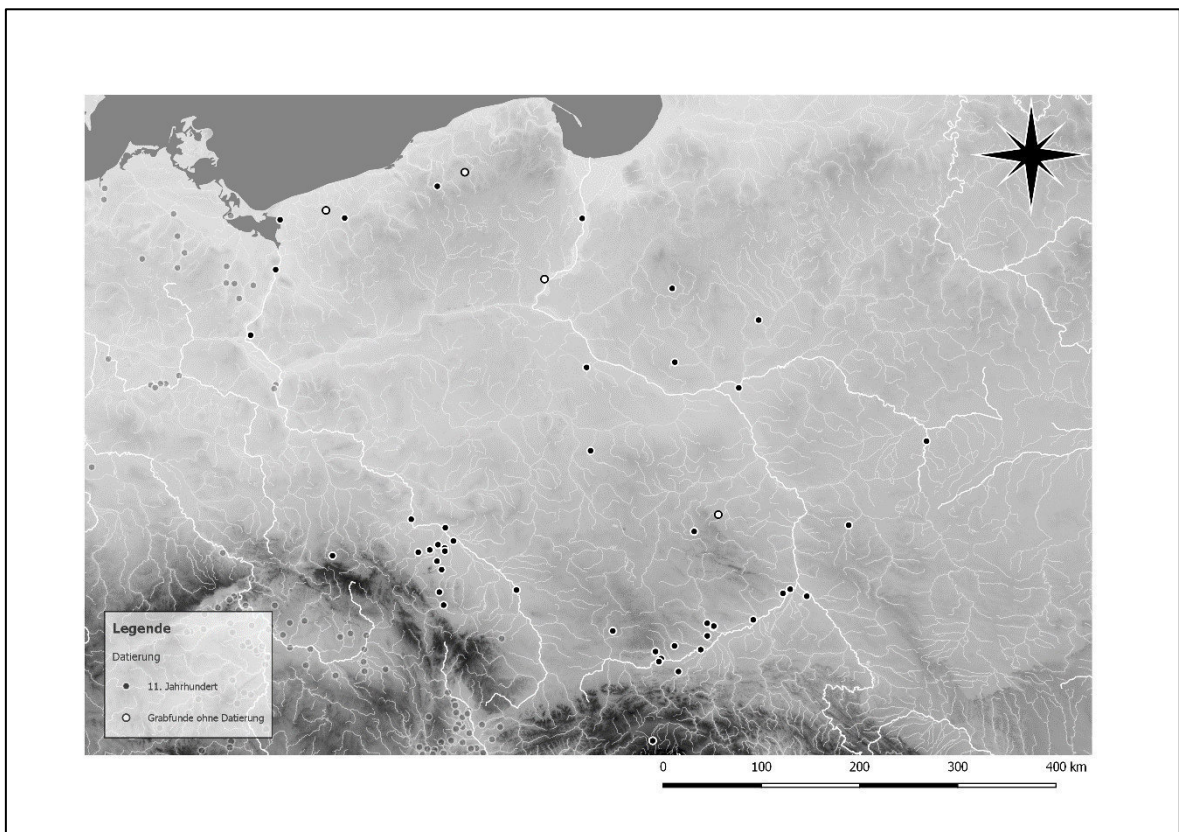 Legende
Datierung
11. Jahrhundert
Grabfunde ohne Datierung
0 100 200 300 400 km